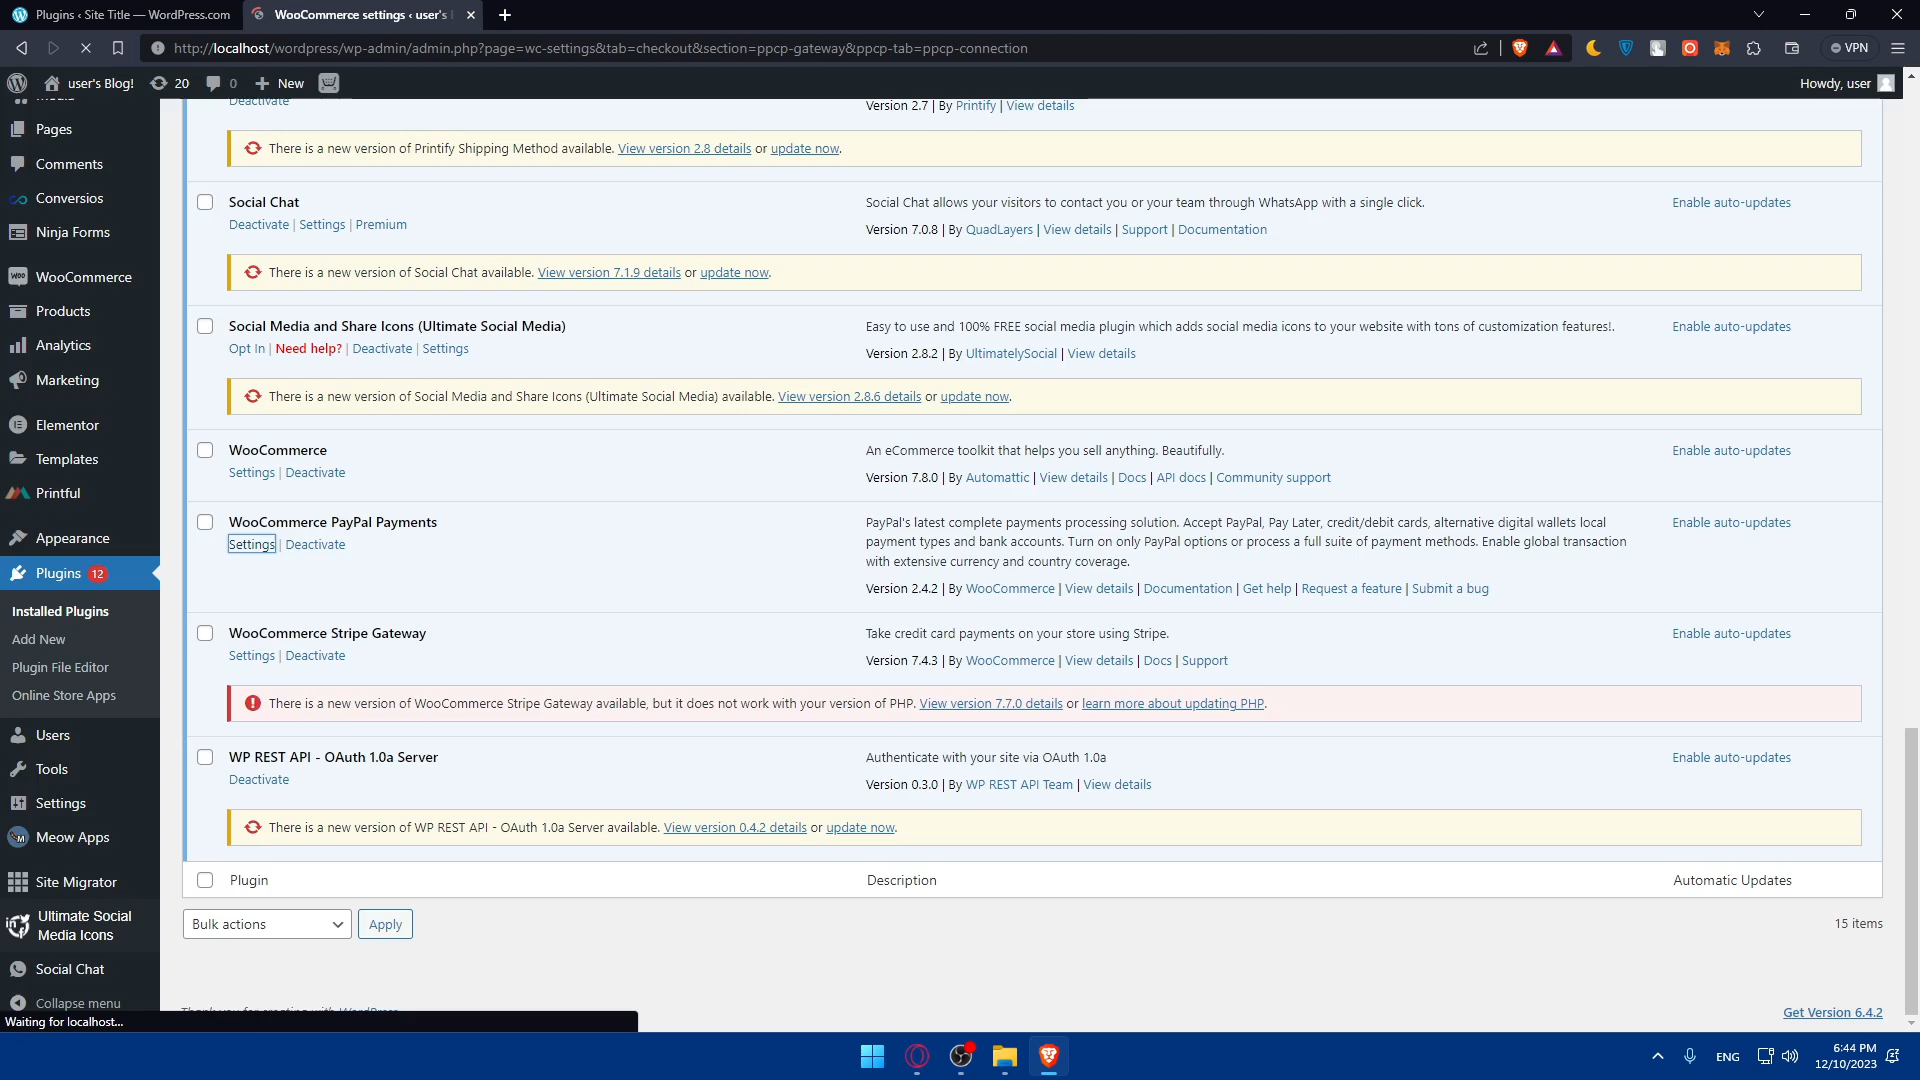 Plugins ‹ Site Title — WordPress.com
WooCommerce settings ‹ user's
http://localhost/wordpress/wp-admin/admin.php?page=wc-settings&tab=checkout&section=ppcp-gateway&ppcp-tab=ppcp-connection
VPN
user's Blog! 20 0 New
Howdy, user
Pages
Comments
Conversios
Ninja Forms
WooCommerce
Products
Analytics
Marketing
Elementor
Templates
Printful
Appearance
Plugins 12
Installed Plugins
Add New
Plugin File Editor
Online Store Apps
Users
Tools
Settings
Meow Apps
Site Migrator
Ultimate Social
Media Icons
Social Chat
Collapse menu
Deactivate
Version 2.7 | By Printify | View details
There is a new version of Printify Shipping Method available. View version 2.8 details or update now.
Social Chat
Deactivate | Settings | Premium
Social Chat allows your visitors to contact you or your team through WhatsApp with a single click.
Version 7.0.8 | By QuadLayers | View details | Support | Documentation
Enable auto-updates
There is a new version of Social Chat available. View version 7.1.9 details or update now.
Social Media and Share Icons (Ultimate Social Media)
Opt In | Need help? | Deactivate | Settings
Easy to use and 100% FREE social media plugin which adds social media icons to your website with tons of customization features!.
Version 2.8.2 | By UltimatelySocial | View details
Enable auto-updates
There is a new version of Social Media and Share Icons (Ultimate Social Media) available. View version 2.8.6 details or update now.
WooCommerce
Settings | Deactivate
An eCommerce toolkit that helps you sell anything. Beautifully.
Version 7.8.0 | By Automattic | View details | Docs | API docs | Community support
Enable auto-updates
WooCommerce PayPal Payments
Settings | Deactivate
PayPal's latest complete payments processing solution. Accept PayPal, Pay Later, credit/debit cards, alternative digital wallets local
payment types and bank accounts. Turn on only PayPal options or process a full suite of payment methods. Enable global transaction
with extensive currency and country coverage.
Version 2.4.2 | By WooCommerce | View details | Documentation | Get help | Request a feature | Submit a bug
Enable auto-updates
WooCommerce Stripe Gateway
Settings | Deactivate
Take credit card payments on your store using Stripe.
Version 7.4.3 | By WooCommerce | View details | Docs | Support
Enable auto-updates
There is a new version of WooCommerce Stripe Gateway available, but it does not work with your version of PHP. View version 7.7.0 details or learn more about updating PHP.
WP REST API - OAuth 1.0a Server
Deactivate
Authenticate with your site via OAuth 1.0a
Version 0.3.0 | By WP REST API Team | View details
Enable auto-updates
There is a new version of WP REST API - OAuth 1.0a Server available. View version 0.4.2 details or update now.
Plugin
Description
Automatic Updates
Bulk actions
Apply
15 items
Get Version 6.4.2
Waiting for localhost...
ENG
6:44 PM
12/10/2023